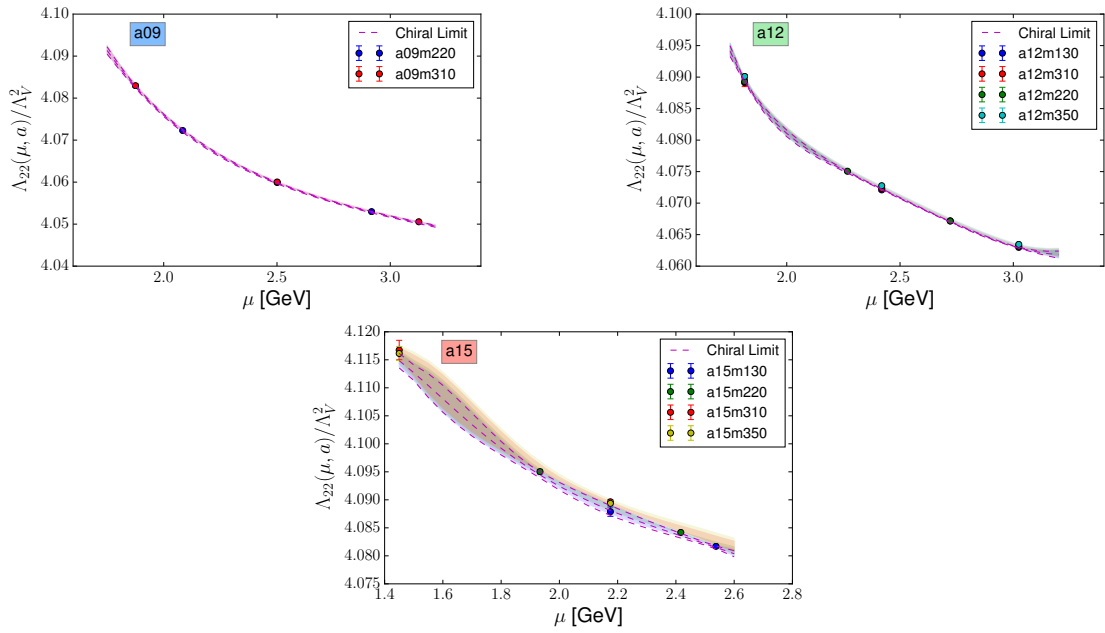 a09
Chiral Limit
a09m220
a09m310
4.10
4.09
4.08
4.07
4.06
4.05
4.04
Λ22(μ, a)/Λ²V
2.0 2.5 3.0
μ [GeV]
a12
Chiral Limit
a12m130
a12m310
a12m220
a12m350
4.095
4.090
4.085
4.080
4.075
4.070
4.065
4.060
Λ22(μ, a)/Λ²V
2.0 2.5 3.0
μ [GeV]
a15
Chiral Limit
a15m130
a15m220
a15m310
a15m350
4.120
4.115
4.110
4.105
4.100
4.095
4.090
4.085
4.080
4.075
Λ22(μ, a)/Λ²V
1.4 1.6 1.8 2.0 2.2 2.4 2.6 2.8
μ [GeV]